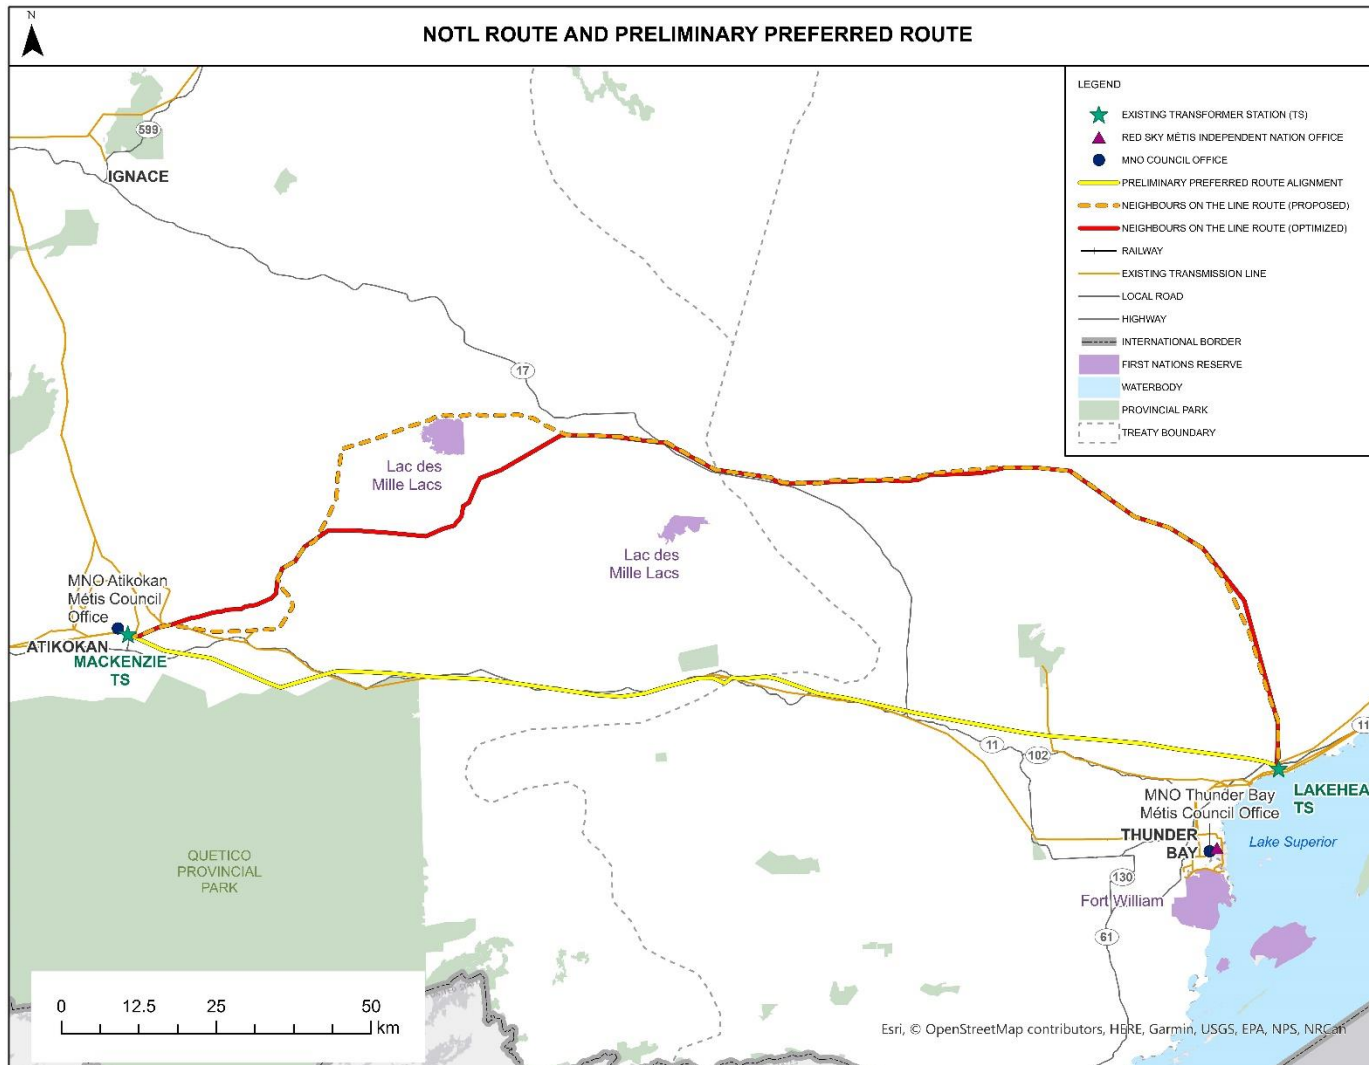 N
NOTL ROUTE AND PRELIMINARY PREFERRED ROUTE
LEGEND
EXISTING TRANSFORMER STATION (TS)
RED SKY MÉTIS INDEPENDENT NATION OFFICE
MNO COUNCIL OFFICE
PRELIMINARY PREFERRED ROUTE ALIGNMENT
NEIGHBOURS ON THE LINE ROUTE (PROPOSED)
NEIGHBOURS ON THE LINE ROUTE (OPTIMIZED)
RAILWAY
EXISTING TRANSMISSION LINE
LOCAL ROAD
HIGHWAY
INTERNATIONAL BORDER
FIRST NATIONS RESERVE
WATERBODY
PROVINCIAL PARK
TREATY BOUNDARY
599
IGNACE
17
Lac des
Mille Lacs
Lac des
Mille Lacs
MNO Atikokan
Métis Council
Office
ATIKOKAN
MACKENZIE
TS
11
11
102
LAKEHEA
TS
MNO Thunder Bay
Métis Council Office
THUNDER
BAY
Lake Superior
QUETICO
PROVINCIAL
PARK
130
Fort William
61
0 12.5 25 50
km
Esri, © OpenStreetMap contributors, HERE, Garmin, USGS, EPA, NPS, NRCan